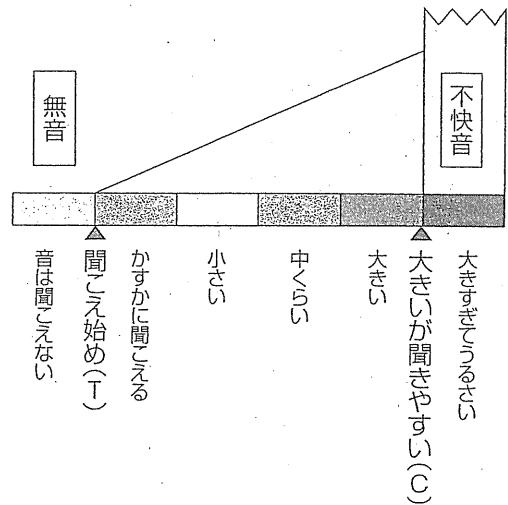 不快音
無音
大きすぎてうるさい
大きいが聞きやすい(C)
大きい
中くらい
小さい
かすかに聞こえる
聞こえ始め(T)
音は聞こえない